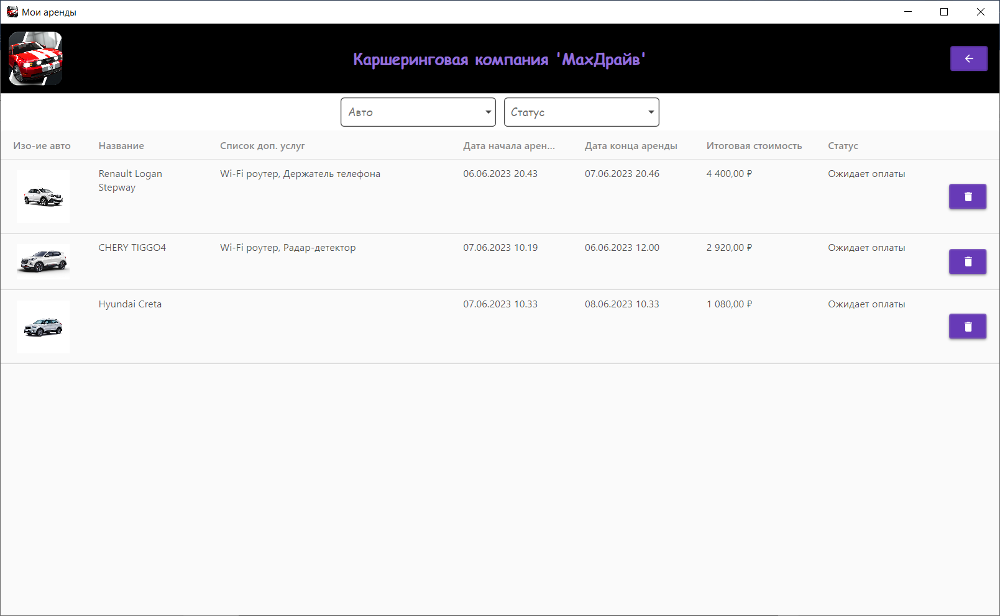 Мои аренды
Каршеринговая компания 'МахДрайв'
Авто
Статус
Изо-ие авто Название Список доп. услуг Дата начала арен... Дата конца аренды Итоговая стоимость Статус
Renault Logan Wi-Fi роутер, Держатель телефона 06.06.2023 20.43 07.06.2023 20.46 4 400,00 ₽ Ожидает оплаты
Stepway
CHERY TIGGO4 Wi-Fi роутер, Радар-детектор 07.06.2023 10.19 06.06.2023 12.00 2 920,00 ₽ Ожидает оплаты
Hyundai Creta 07.06.2023 10.33 08.06.2023 10.33 1 080,00 ₽ Ожидает оплаты